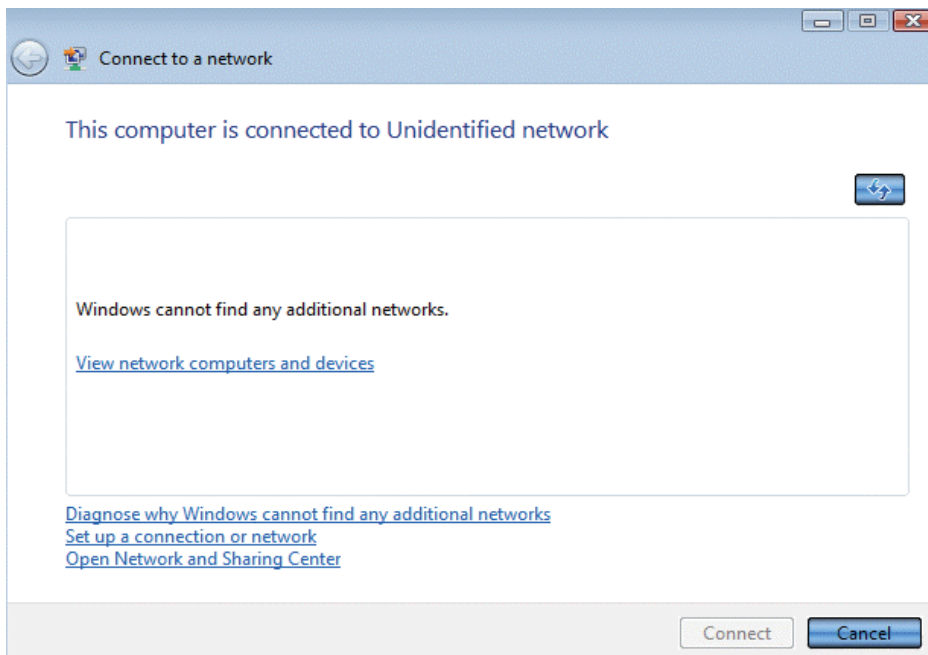 Connect to a network
This computer is connected to Unidentified network
Windows cannot find any additional networks.
View network computers and devices
Diagnose why Windows cannot find any additional networks
Set up a connection or network
Open Network and Sharing Center
Connect
Cancel